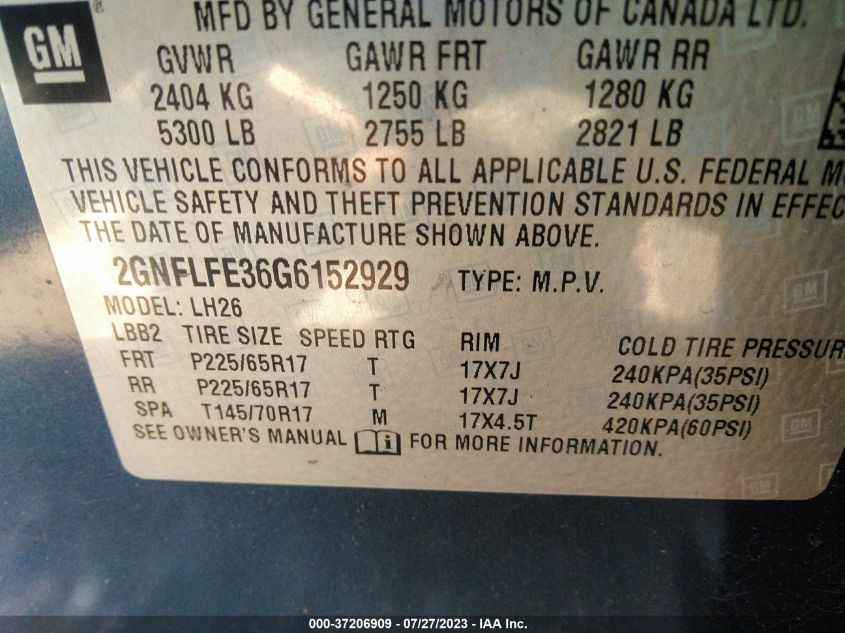 GM ®
MFD BY GENERAL MOTORS OF CANADA LTD.
GVWR GAWR FRT GAWR RR
2404 KG 1250 KG 1280 KG
5300 LB 2755 LB 2821 LB
THIS VEHICLE CONFORMS TO ALL APPLICABLE U.S. FEDERAL M
VEHICLE SAFETY AND THEFT PREVENTION STANDARDS IN EFFEC
THE DATE OF MANUFACTURE SHOWN ABOVE.
2GNFLFE36G6152929 TYPE: M.P.V.
MODEL: LH26
LBB2 TIRE SIZE SPEED RTG RIM COLD TIRE PRESSUR
FRT P225/65R17 T 17X7J 240KPA(35PSI)
RR P225/65R17 T 17X7J 240KPA(35PSI)
SPA T145/70R17 M 17X4.5T 420KPA(60PSI)
SEE OWNER'S MANUAL i FOR MORE INFORMATION.
000-37206909 / 07/27/2023 - IAA Inc.